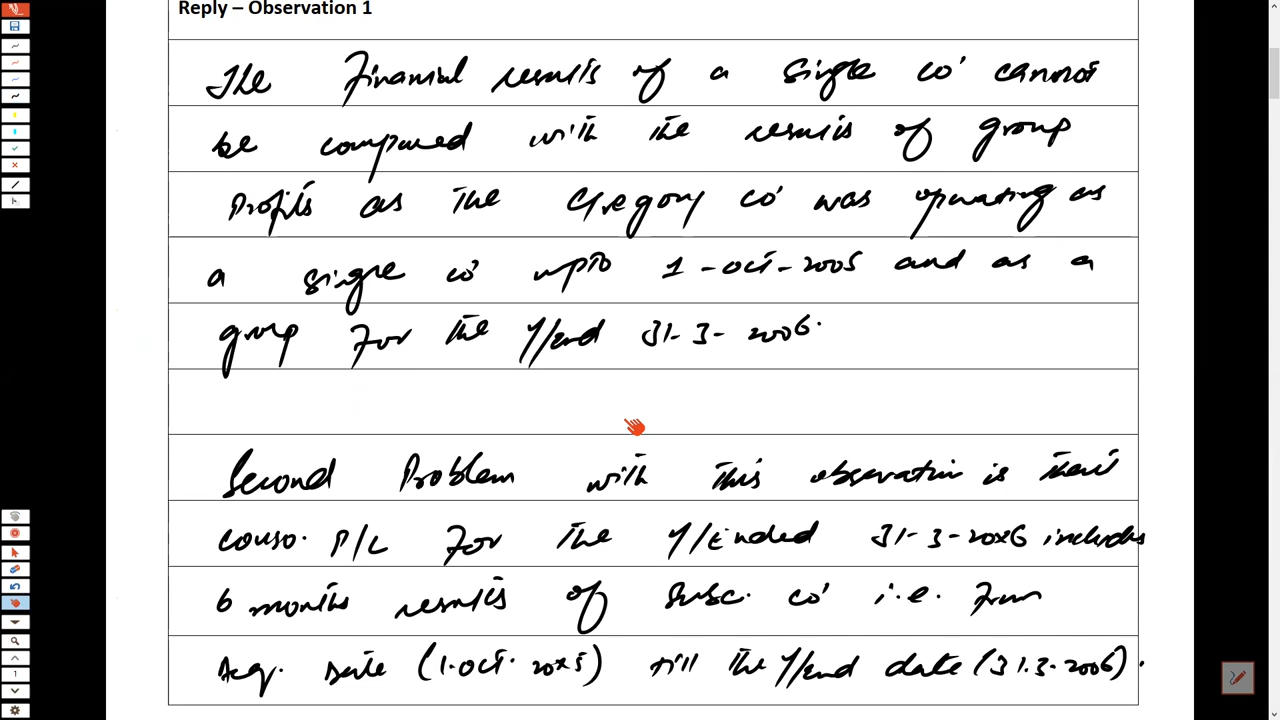 Reply – Observation 1
The Financial results of a single co' cannot
be compared with the results of group
Profits as the Gregory co' was operating as
a single co' upto 1-oct-2005 and as a
group for the Y/end 31-3-2006.
Second Problem with this observation is that
conso. P/L for the Y/Ended 31-3-20x6 includes
6 months results of Susc. co' i.e. From
Acq. Date (1.oct.20x5) till the Y/end date (31.3.2006).
1